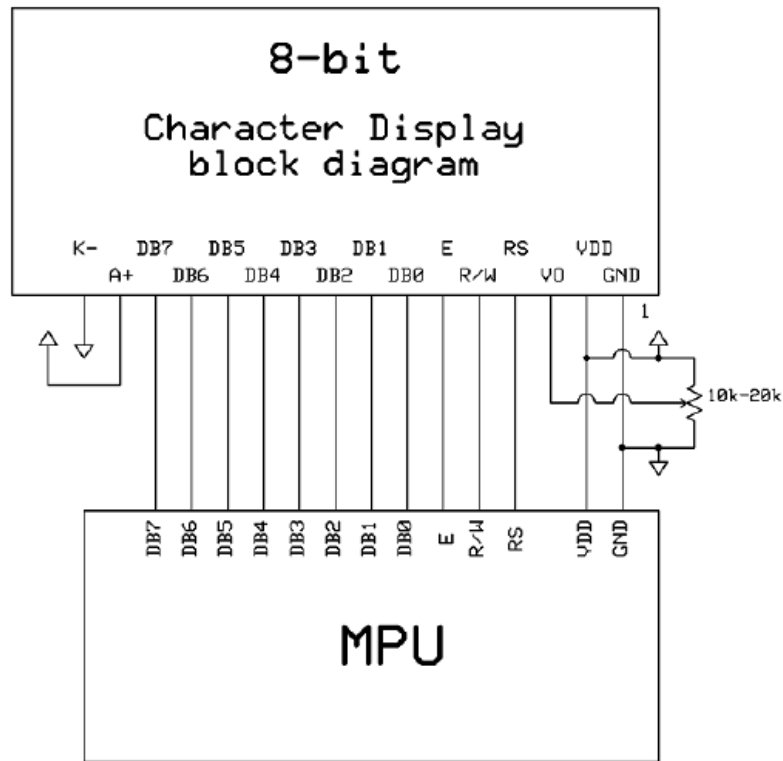 8-bit
Character Display
block diagram
K- DB7 DB5 DB3 DB1 E RS VDD
A+ DB6 DB4 DB2 DB0 R/W VO GND
1
10k-20k
DB7 DB6 DB5 DB4 DB3 DB2 DB1 DB0 E R/W RS VDD GND
MPU